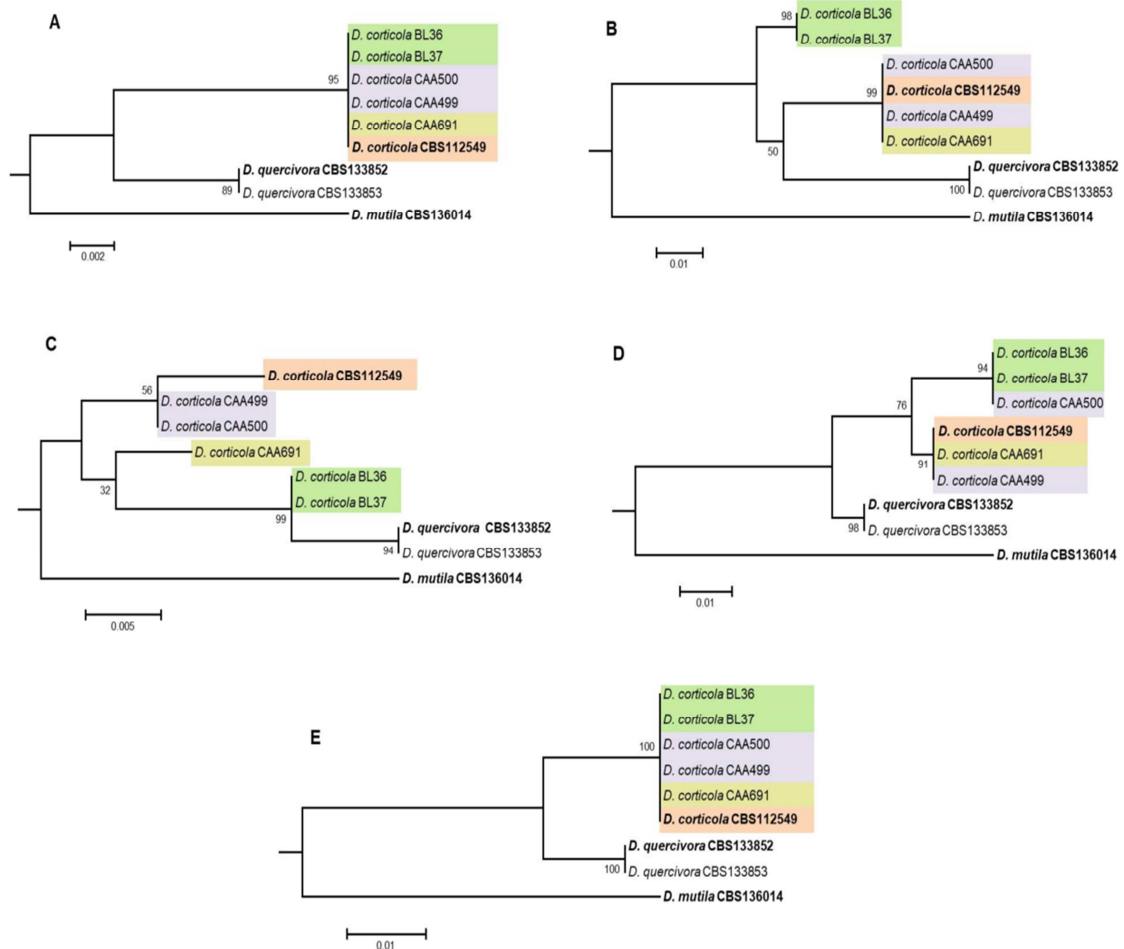 A
D. corticola BL36
D. corticola BL37
95
D. corticola CAA500
D. corticola CAA499
D. corticola CAA691
D. corticola CBS112549
D. quercivora CBS133852
89
D. quercivora CBS133853
D. mutila CBS136014
0.002
B
98
D. corticola BL36
D. corticola BL37
D. corticola CAA500
99
D. corticola CBS112549
D. corticola CAA499
D. corticola CAA691
50
D. quercivora CBS133852
100
D. quercivora CBS133853
D. mutila CBS136014
0.01
C
D. corticola CBS112549
56
D. corticola CAA499
D. corticola CAA500
D. corticola CAA691
32
D. corticola BL36
D. corticola BL37
99
D. quercivora CBS133852
94
D. quercivora CBS133853
D. mutila CBS136014
0.005
D
D. corticola BL36
94
D. corticola BL37
D. corticola CAA500
76
D. corticola CBS112549
D. corticola CAA691
91
D. corticola CAA499
D. quercivora CBS133852
98
D. quercivora CBS133853
D. mutila CBS136014
0.01
E
D. corticola BL36
D. corticola BL37
100
D. corticola CAA500
D. corticola CAA499
D. corticola CAA691
D. corticola CBS112549
D. quercivora CBS133852
100
D. quercivora CBS133853
D. mutila CBS136014
0.01